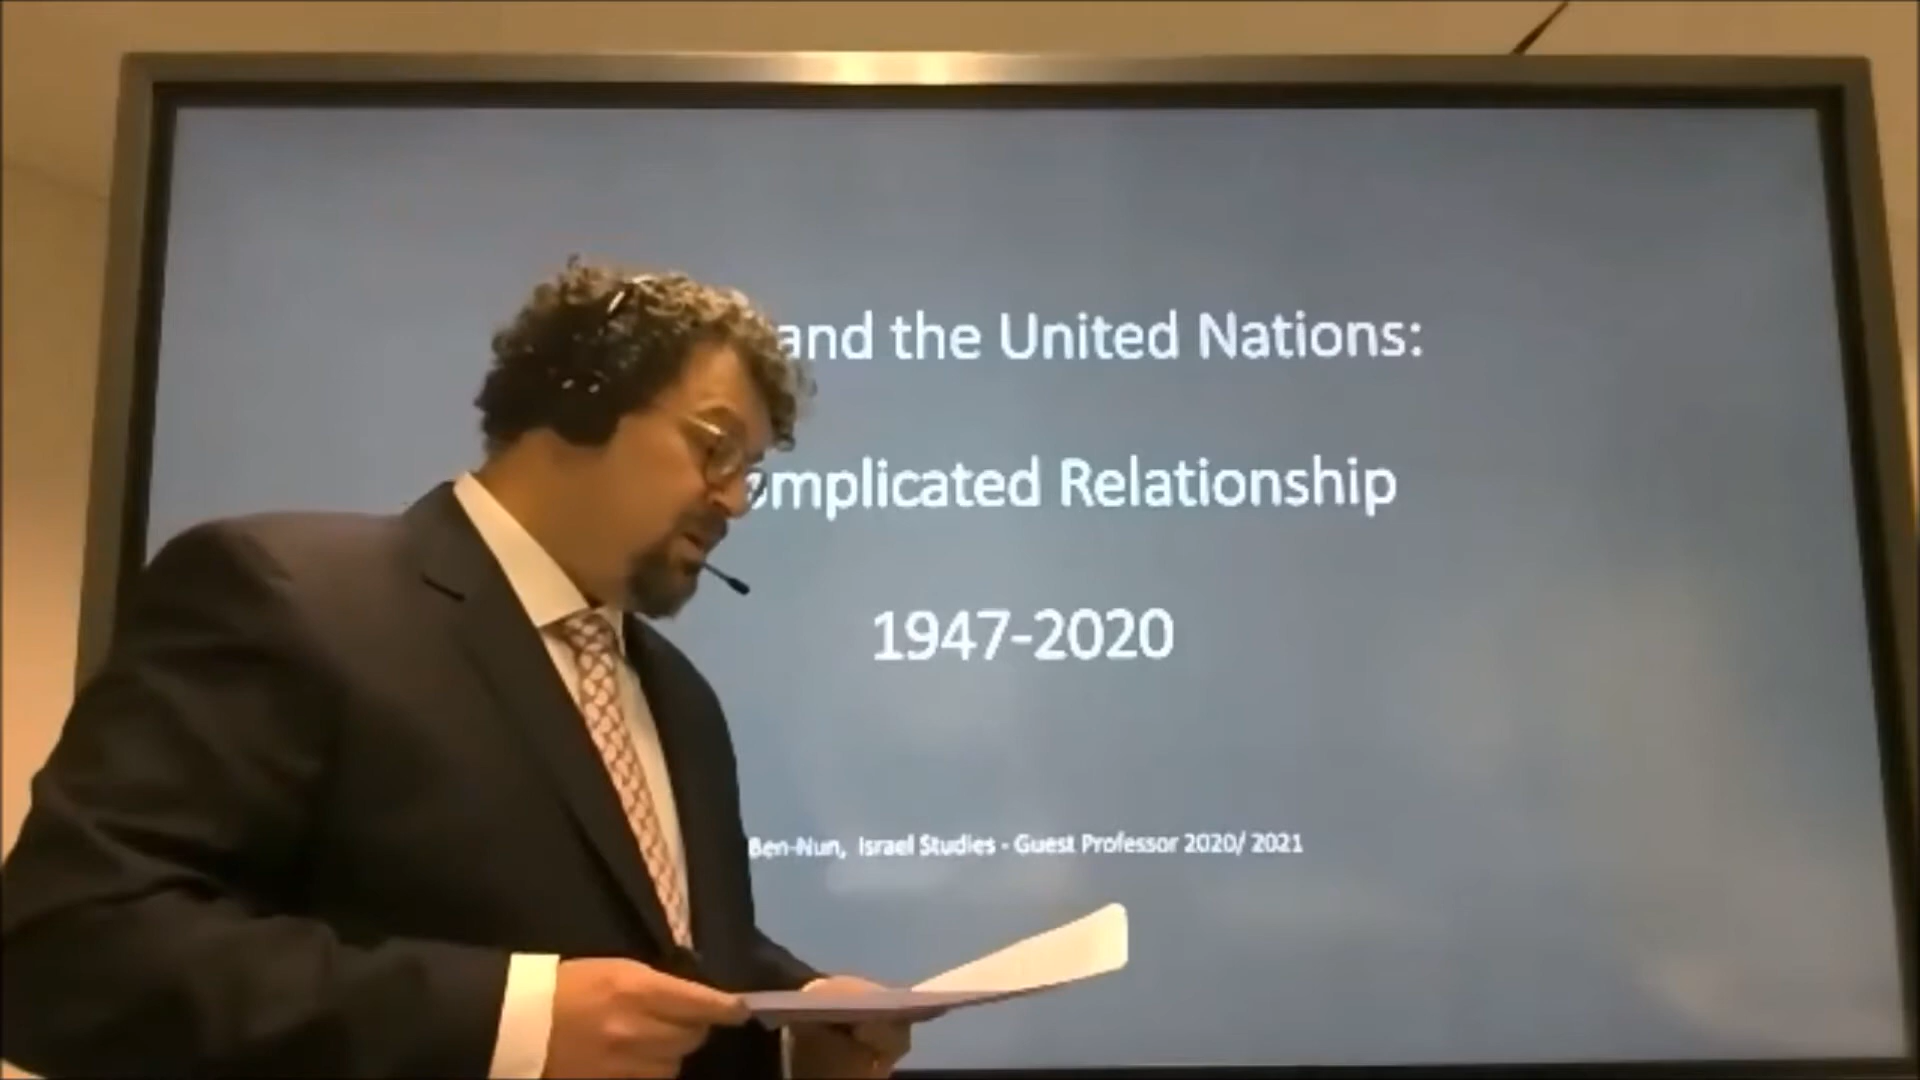 and the United Nations:
omplicated Relationship
1947-2020
Ben-Nun, Israel Studies - Guest Professor 2020/ 2021